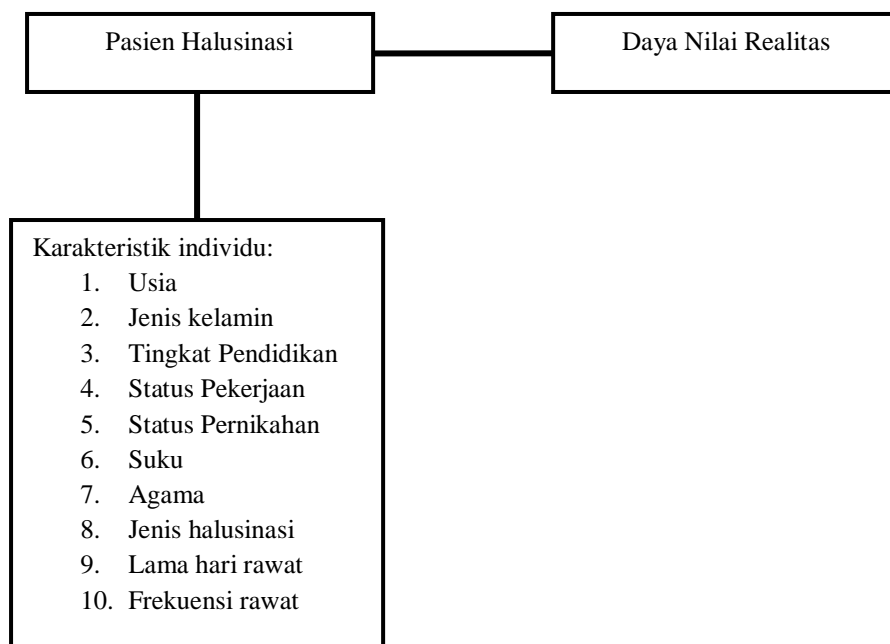 Pasien Halusinasi
Daya Nilai Realitas
Karakteristik individu:
1. Usia
2. Jenis kelamin
3. Tingkat Pendidikan
4. Status Pekerjaan
5. Status Pernikahan
6. Suku
7. Agama
8. Jenis halusinasi
9. Lama hari rawat
10. Frekuensi rawat